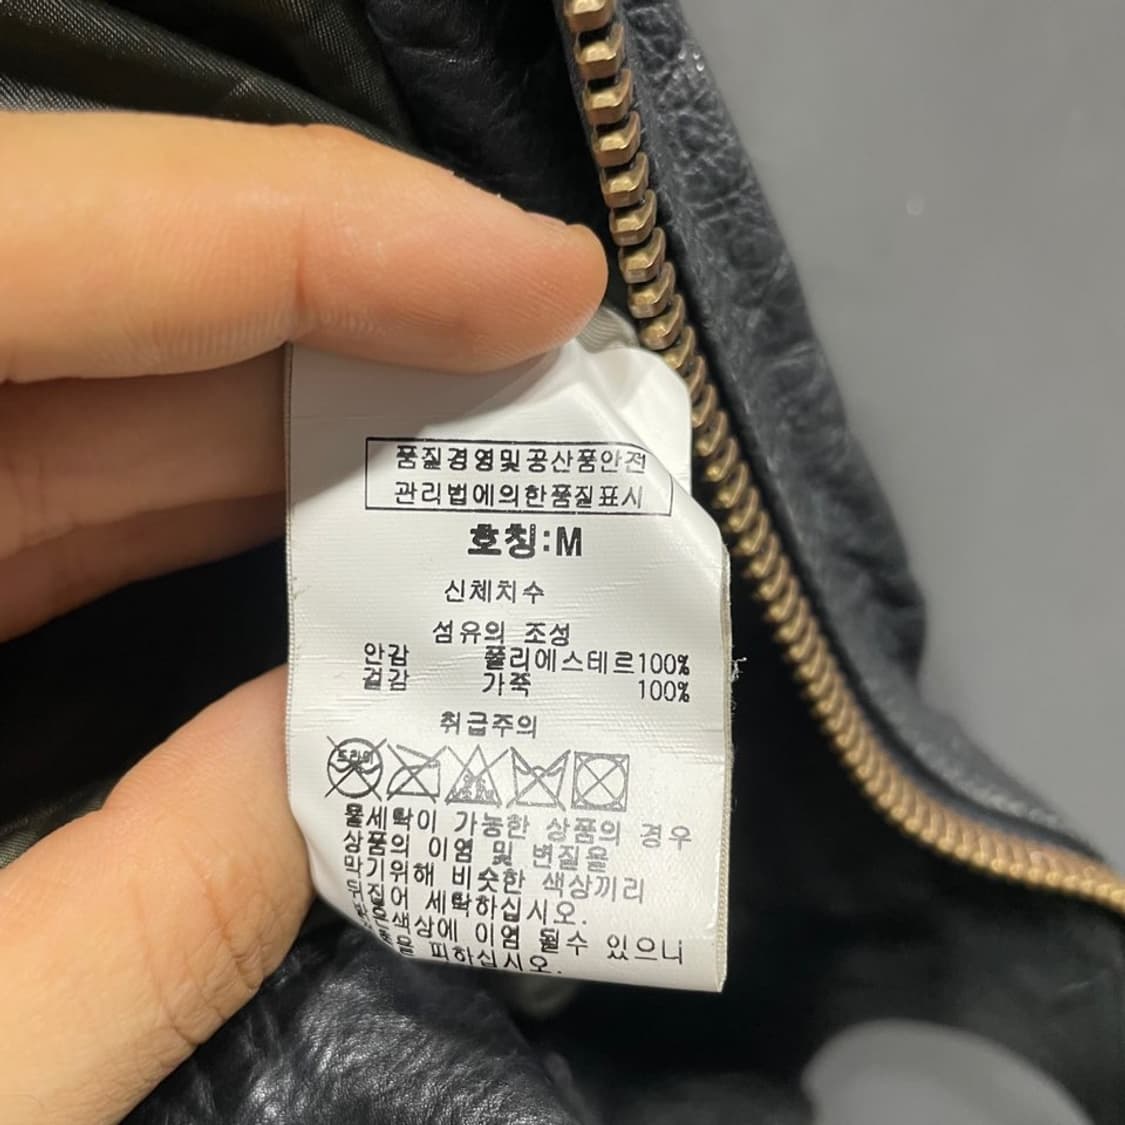 품질경영및공산품안전
관리법에의한품질표시
호칭:M
신체치수
섬유의 조성
안감 폴리에스테르100%
겉감 가죽 100%
취급주의
드라이
물세탁이 가능한 상품의 경우
상품의 이염 및 변질을
막기위해 비슷한 색상끼리
뒤집어 세탁하십시오.
밝은색상에 이염 될수 있으니
피하십시오.